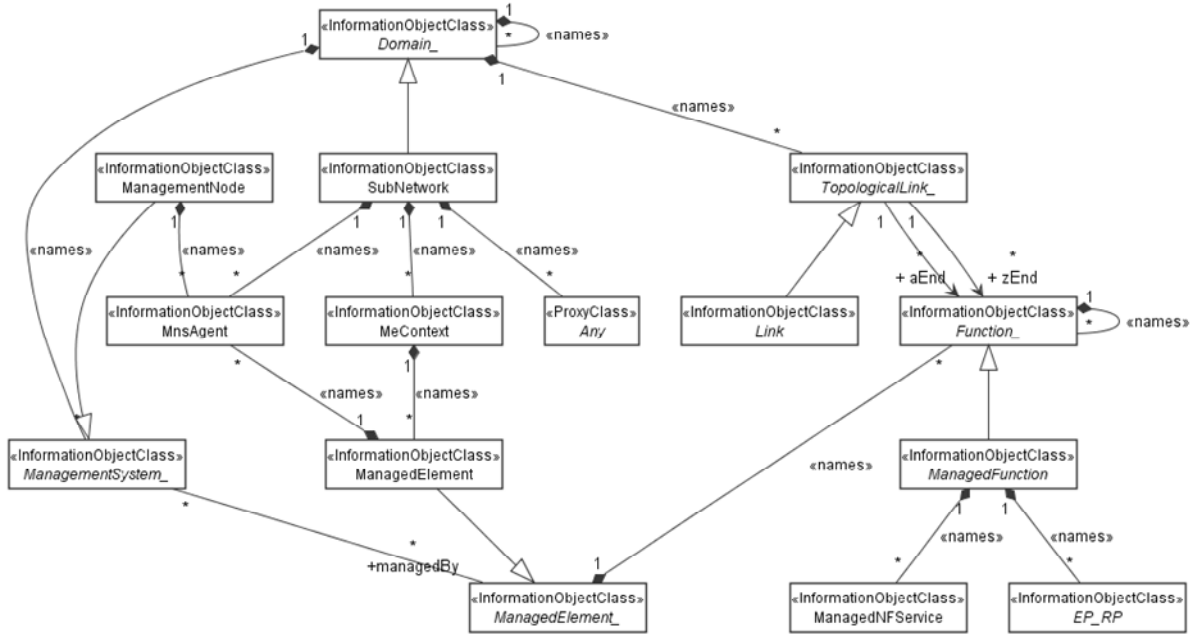 1
«InformationObjectClass»
Domain_
1
*
«names»
1
«names»
*
«InformationObjectClass»
ManagementNode
«InformationObjectClass»
SubNetwork
«InformationObjectClass»
TopologicalLink_
1
1
1
1
1
1
«names»
«names»
«names»
«names»
«names»
*
*
*
*
*
*
+ aEnd
+ zEnd
«InformationObjectClass»
MnsAgent
«InformationObjectClass»
MeContext
«ProxyClass»
Any
«InformationObjectClass»
Link
«InformationObjectClass»
Function_
1
*
«names»
*
1
*
«names»
«names»
1
*
*
«InformationObjectClass»
ManagementSystem_
«InformationObjectClass»
ManagedElement
«names»
«InformationObjectClass»
ManagedFunction
*
1
1
*
+managedBy
«names»
«names»
*
*
1
«InformationObjectClass»
ManagedElement_
«InformationObjectClass»
ManagedNFService
«InformationObjectClass»
EP_RP